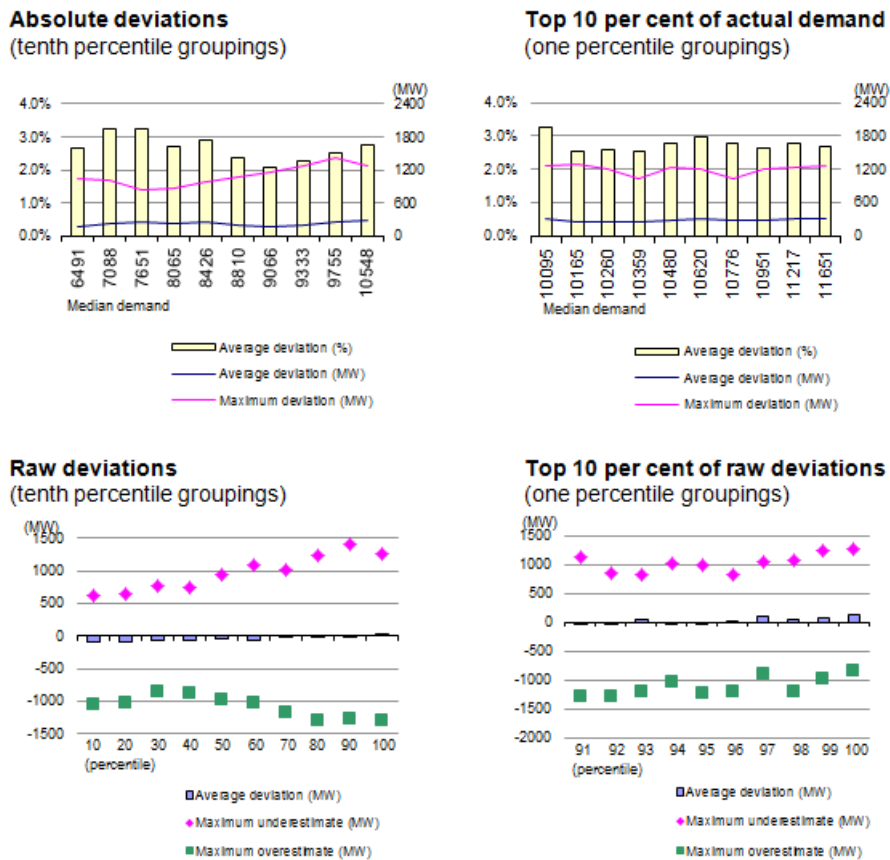 Absolute deviations
(tenth percentile groupings)
(MW)
4.0% 2400
3.0% 1800
2.0% 1200
1.0% 600
0.0% 0
6491 7088 7651 8065 8426 8810 9066 9333 9755 10548
Median demand
Average deviation (%)
Average deviation (MW)
Maximum deviation (MW)
Top 10 per cent of actual demand
(one percentile groupings)
(MW)
4.0% 2400
3.0% 1800
2.0% 1200
1.0% 600
0.0% 0
10095 10165 10260 10359 10480 10620 10776 10951 11217 11651
Median demand
Average deviation (%)
Average deviation (MW)
Maximum deviation (MW)
Raw deviations
(tenth percentile groupings)
(MW)
1500
1000
500
0
-500
-1000
-1500
10 20 30 40 50 60 70 80 90 100
(percentile)
Average deviation (MW)
Maximum underestimate (MW)
Maximum overestimate (MW)
Top 10 per cent of raw deviations
(one percentile groupings)
(MW)
1500
1000
500
0
-500
-1000
-1500
-2000
91 92 93 94 95 96 97 98 99 100
(percentile)
Average deviation (MW)
Maximum underestimate (MW)
Maximum overestimate (MW)